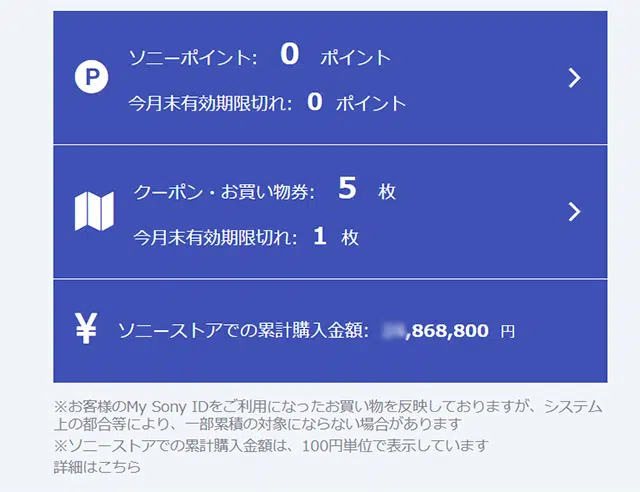 P
ソニーポイント: 0 ポイント
今月末有効期限切れ: 0 ポイント
クーポン・お買い物券: 5 枚
今月末有効期限切れ: 1 枚
¥ ソニーストアでの累計購入金額: ,868,800 円
※お客様のMy Sony IDをご利用になったお買い物を反映しておりますが、システム
上の都合等により、一部累積の対象にならない場合があります
※ソニーストアでの累計購入金額は、100円単位で表示しています
詳細はこちら